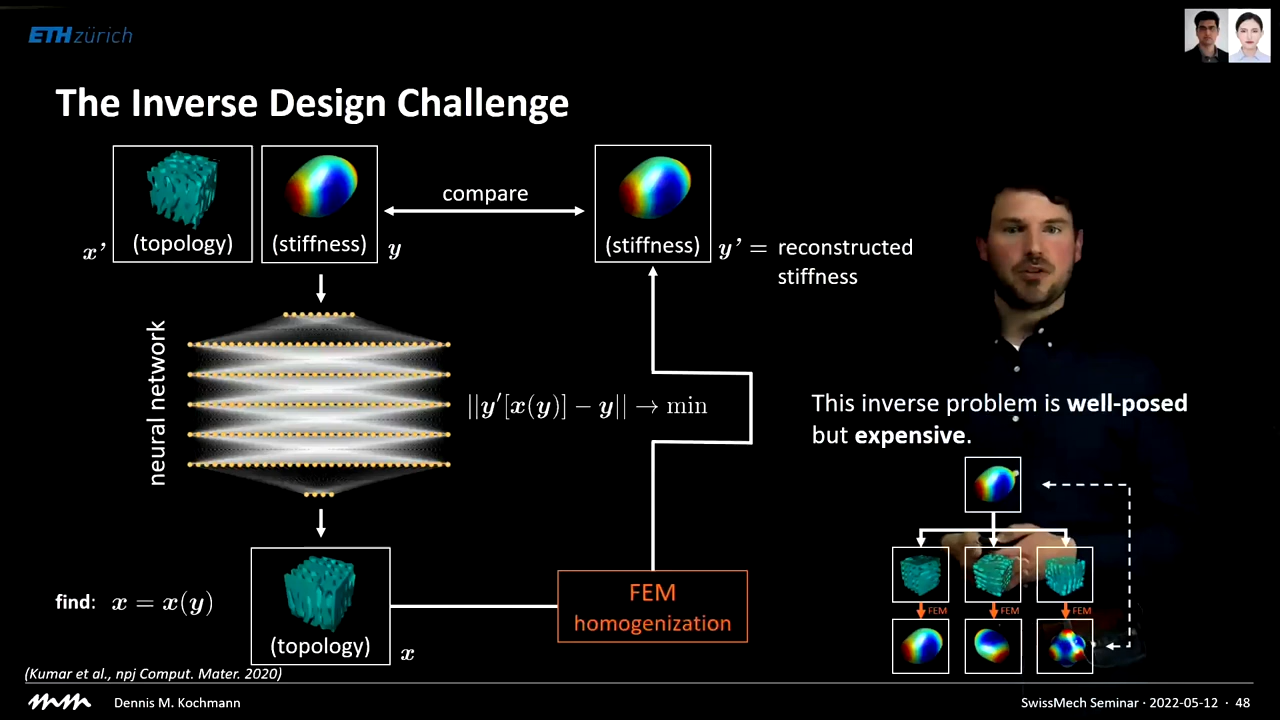 ETH zürich
The Inverse Design Challenge
compare
(topology)
(stiffness)
(stiffness)
x'
y
y' = reconstructed
stiffness
neural network
||y'[x(y)] − y|| → min
This inverse problem is well-posed
but expensive.
FEM
FEM
FEM
find: x = x(y)
(topology)
x
FEM
homogenization
(Kumar et al., npj Comput. Mater. 2020)
Dennis M. Kochmann
SwissMech Seminar · 2022-05-12 · 48